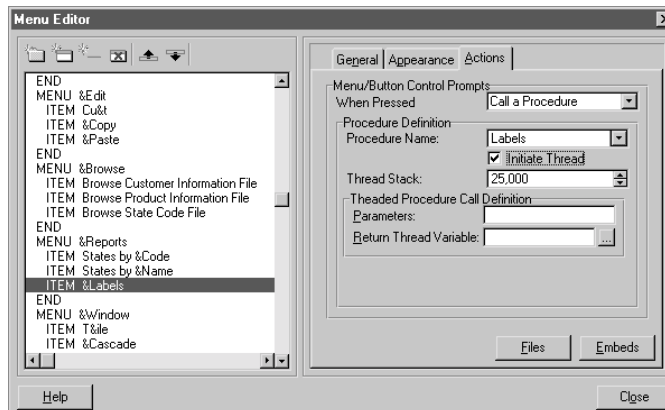 Menu Editor
END
MENU &Edit
ITEM Cu&t
ITEM &Copy
ITEM &Paste
END
MENU &Browse
ITEM Browse Customer Information File
ITEM Browse Product Information File
ITEM Browse State Code File
END
MENU &Reports
ITEM States by &Code
ITEM States by &Name
ITEM &Labels
END
MENU &Window
ITEM T&ile
ITEM &Cascade
General Appearance Actions
Menu/Button Control Prompts
When Pressed Call a Procedure
Procedure Definition
Procedure Name: Labels
Initiate Thread
Thread Stack: 25,000
Theaded Procedure Call Definition
Parameters:
Return Thread Variable: ...
Files Embeds
Help Close